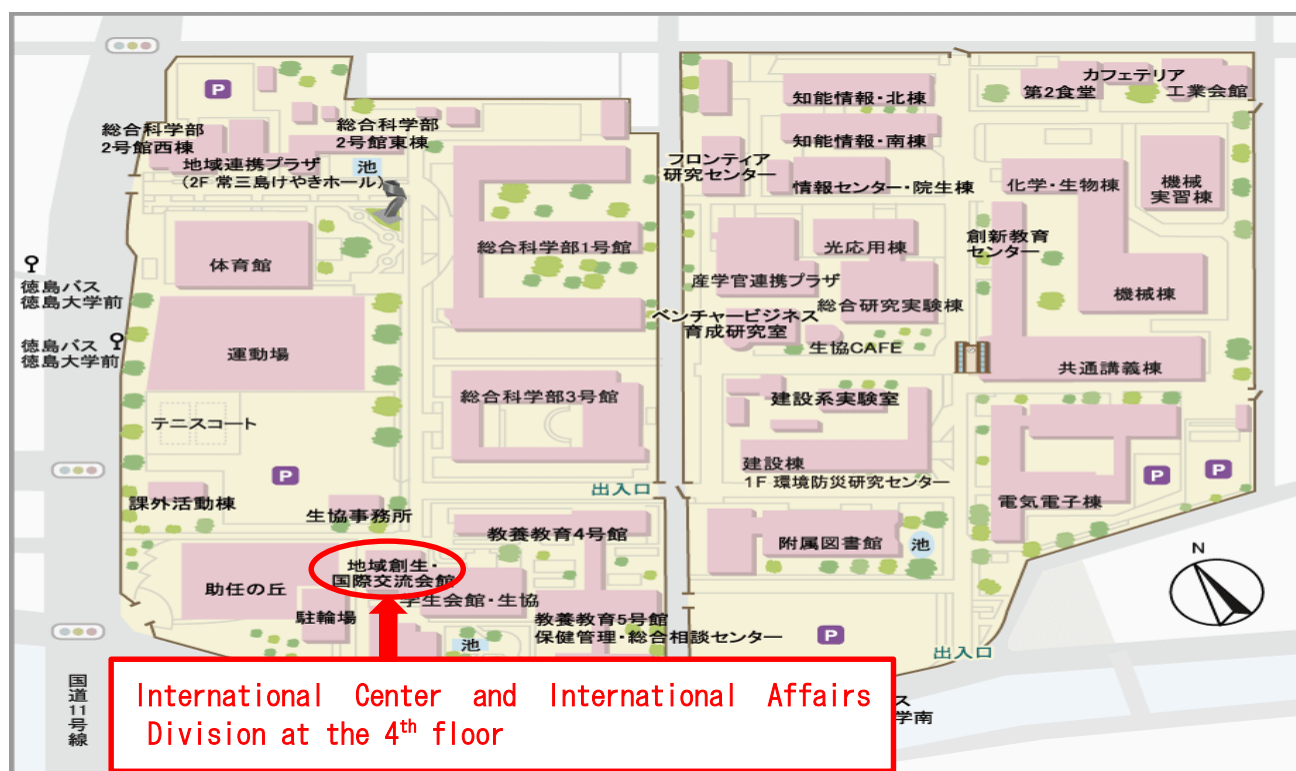 P
総合科学部
2号館西棟
総合科学部
2号館東棟
地域連携プラザ
(2F 常三島けやきホール)
池
体育館
総合科学部1号館
徳島バス
徳島大学前
徳島バス
徳島大学前
運動場
総合科学部3号館
テニスコート
P
課外活動棟
生協事務所
出入口
教養教育4号館
助任の丘
地域創生・
国際交流会館
学生会館・生協
駐輪場
教養教育5号館
保健管理・総合相談センター
池
国道11号線
知能情報・北棟
知能情報・南棟
フロンティア
研究センター
情報センター・院生棟
カフェテリア
第2食堂
工業会館
化学・生物棟
機械
実習棟
創新教育
センター
光応用棟
産学官連携プラザ
総合研究実験棟
機械棟
ベンチャービジネス
育成研究室
生協CAFE
共通講義棟
建設系実験室
建設棟
1F 環境防災研究センター
P
P
電気電子棟
附属図書館
池
P
出入口
N
ス
学南
International Center and International Affairs
Division at the 4th floor